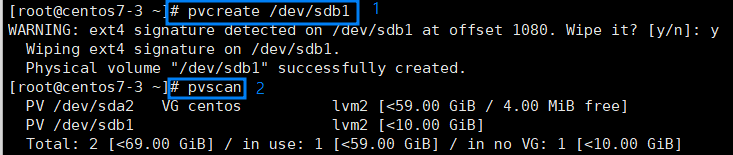 [root@centos7-3 ~]# pvcreate /dev/sdb1 1
WARNING: ext4 signature detected on /dev/sdb1 at offset 1080. Wipe it? [y/n]: y
  Wiping ext4 signature on /dev/sdb1.
  Physical volume "/dev/sdb1" successfully created.
[root@centos7-3 ~]# pvscan 2
  PV /dev/sda2   VG centos          lvm2 [<59.00 GiB / 4.00 MiB free]
  PV /dev/sdb1                      lvm2 [<10.00 GiB]
  Total: 2 [<69.00 GiB] / in use: 1 [<59.00 GiB] / in no VG: 1 [<10.00 GiB]